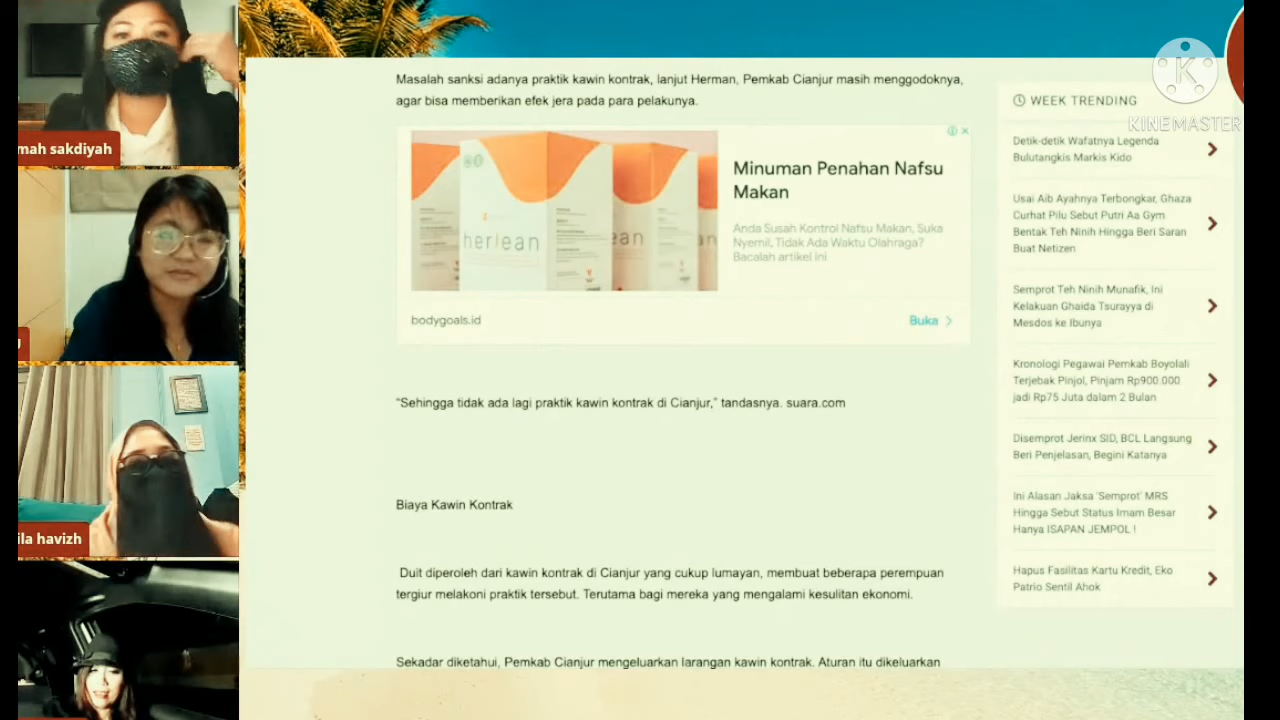 mah sakdiyah
ila havizh
Masalah sanksi adanya praktik kawin kontrak, lanjut Herman, Pemkab Cianjur masih menggodoknya,
agar bisa memberikan efek jera pada para pelakunya.
herlean
ean
Minuman Penahan Nafsu
Makan
Anda Susah Kontrol Nafsu Makan, Suka
Nyemil, Tidak Ada Waktu Olahraga?
Bacalah artikel ini
bodygoals.id
Buka
“Sehingga tidak ada lagi praktik kawin kontrak di Cianjur,” tandasnya. suara.com
Biaya Kawin Kontrak
Duit diperoleh dari kawin kontrak di Cianjur yang cukup lumayan, membuat beberapa perempuan
tergiur melakoni praktik tersebut. Terutama bagi mereka yang mengalami kesulitan ekonomi.
Sekadar diketahui, Pemkab Cianjur mengeluarkan larangan kawin kontrak. Aturan itu dikeluarkan
WEEK TRENDING
Detik-detik Wafatnya Legenda
Bulutangkis Markis Kido
Usai Aib Ayahnya Terbongkar, Ghaza
Curhat Pilu Sebut Putri Aa Gym
Bentak Teh Ninih Hingga Beri Saran
Buat Netizen
Semprot Teh Ninih Munafik, Ini
Kelakuan Ghaida Tsurayya di
Mesdos ke Ibunya
Kronologi Pegawai Pemkab Boyolali
Terjebak Pinjol, Pinjam Rp900.000
jadi Rp75 Juta dalam 2 Bulan
Disemprot Jerinx SID, BCL Langsung
Beri Penjelasan, Begini Katanya
Ini Alasan Jaksa 'Semprot' MRS
Hingga Sebut Status Imam Besar
Hanya ISAPAN JEMPOL !
Hapus Fasilitas Kartu Kredit, Eko
Patrio Sentil Ahok
K
KINEMASTER